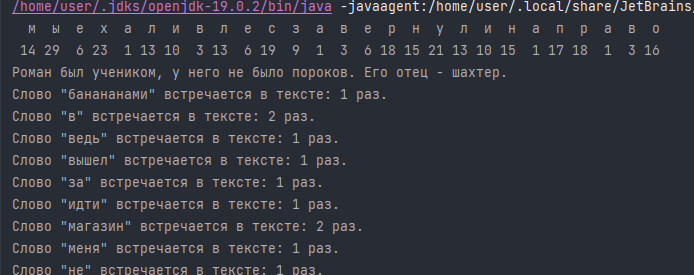 /home/user/.jdks/openjdk-19.0.2/bin/java -javaagent:/home/user/.local/share/JetBrains/
м ы е х а л и в л е с з а в е р у л и н а п р а в о
14 29 6 23 1 13 10 3 13 6 19 9 1 3 6 18 15 21 13 10 15 1 17 18 1 3 16
Роман был учеником, у него не было пороков. Его отец - шахтер.
Слово "банананами" встречается в тексте: 1 раз.
Слово "в" встречается в тексте: 2 раз.
Слово "ведь" встречается в тексте: 1 раз.
Слово "вышел" встречается в тексте: 1 раз.
Слово "за" встречается в тексте: 1 раз.
Слово "идти" встречается в тексте: 1 раз.
Слово "магазин" встречается в тексте: 2 раз.
Слово "меня" встречается в тексте: 1 раз.
Слово "не" встречается в тексте: 1 раз.